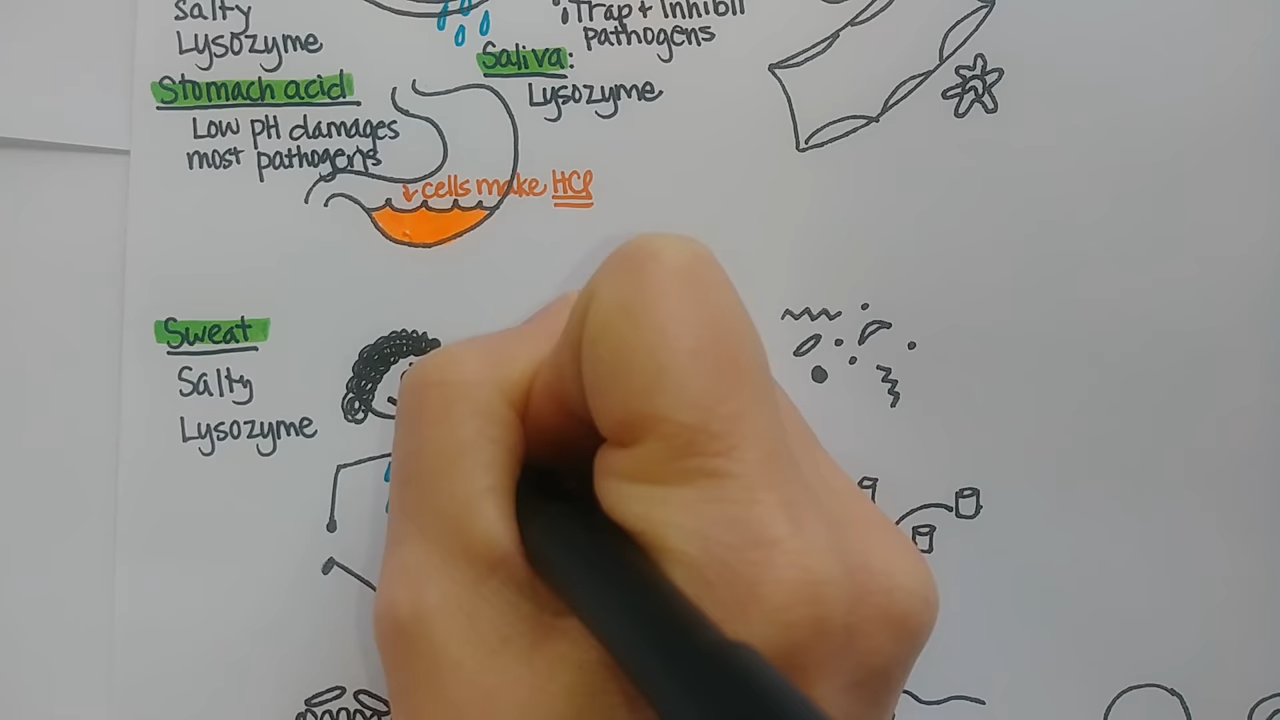 Salty
Lysozyme
Trap + Inhibit
pathogens
Saliva:
Lysozyme
Stomach acid
Low pH damages
most pathogens
↓ cells make HCl
Sweat
Salty
Lysozyme